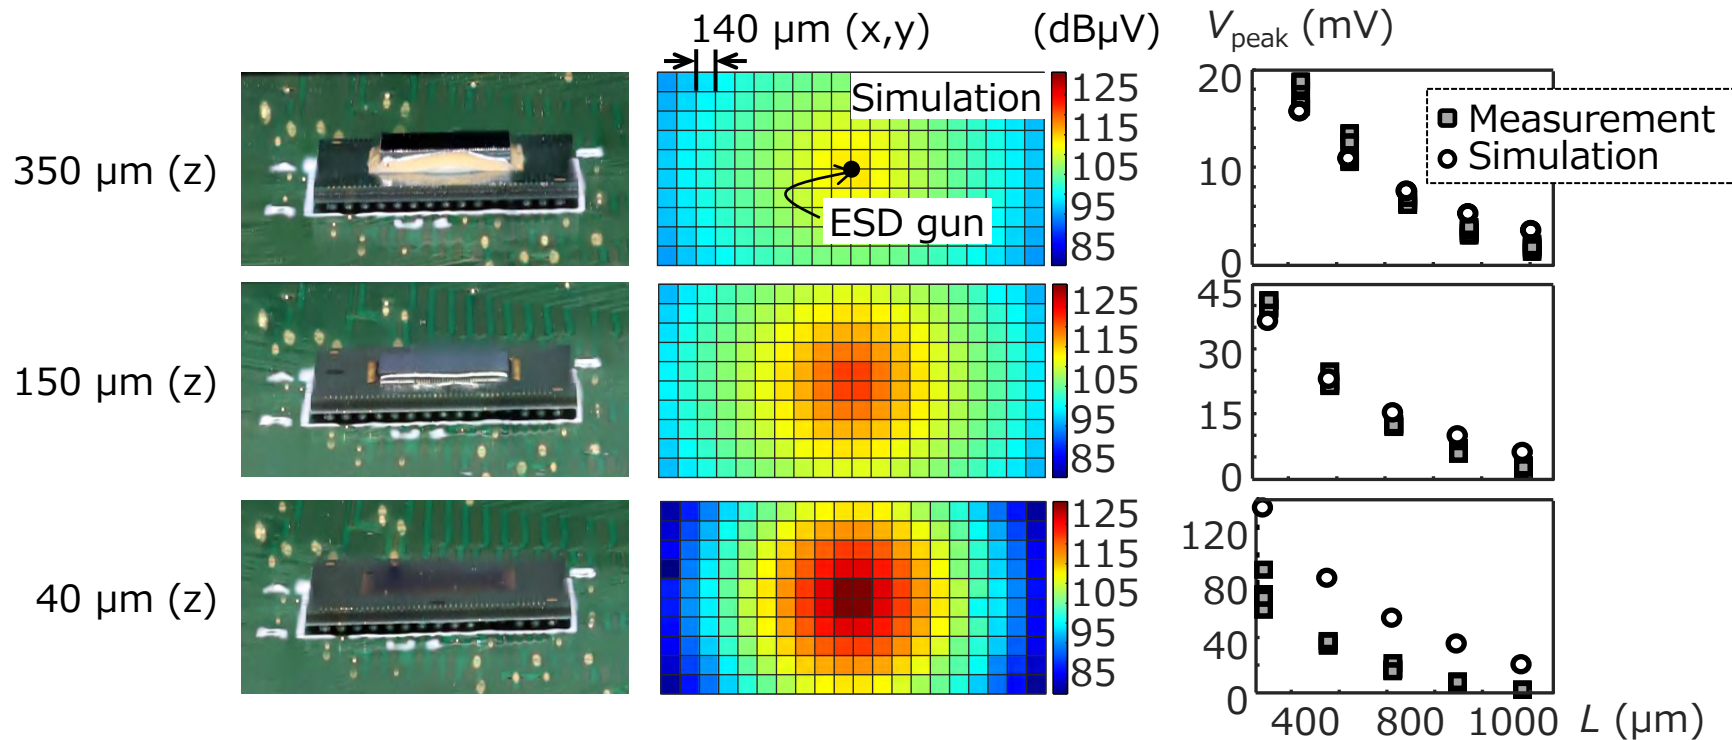 140 µm (x,y)
(dBµV)
V peak (mV)
350 µm (z)
Simulation
ESD gun
125
115
105
95
85
20
10
0
Measurement
Simulation
150 µm (z)
125
115
105
95
85
45
30
15
0
40 µm (z)
125
115
105
95
85
120
80
40
0
400 800 1000 L (µm)